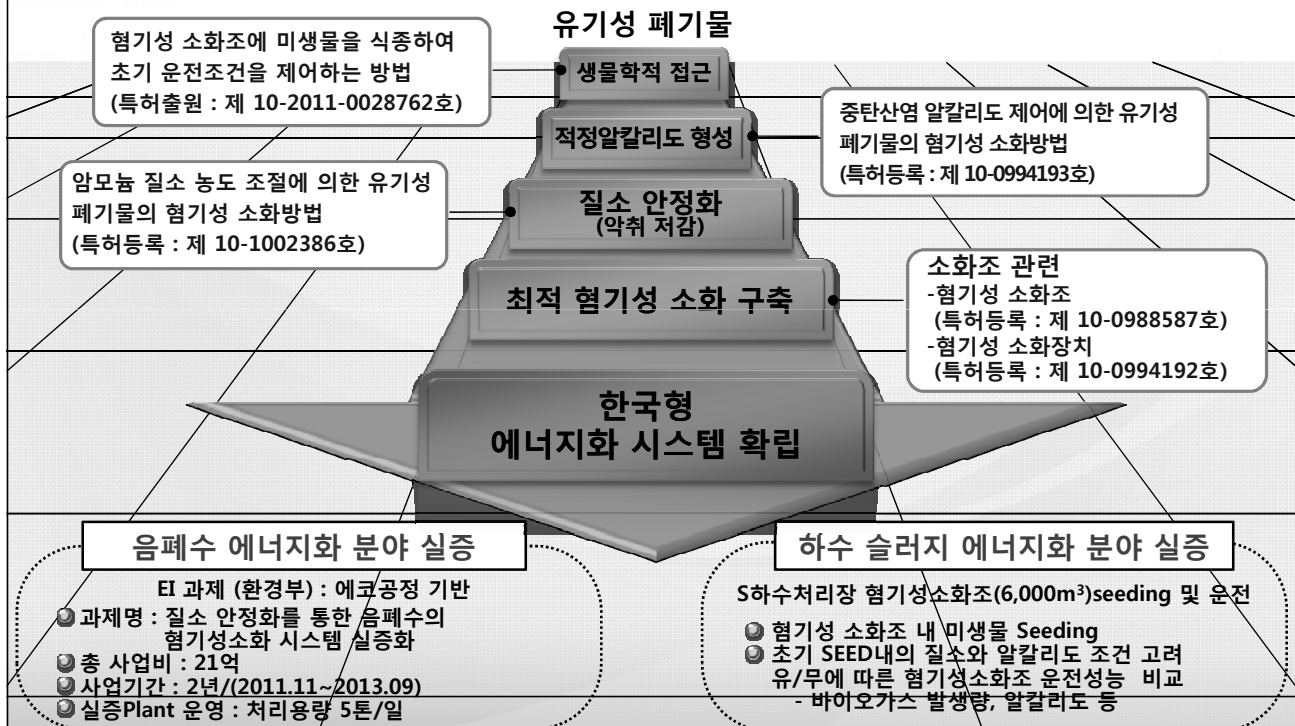 유기성 폐기물
혐기성 소화조에 미생물을 식종하여
초기 운전조건을 제어하는 방법
(특허출원 : 제 10-2011-0028762호)
생물학적 접근
적정알칼리도 형성
중탄산염 알칼리도 제어에 의한 유기성
폐기물의 혐기성 소화방법
(특허등록 : 제 10-0994193호)
암모늄 질소 농도 조절에 의한 유기성
폐기물의 혐기성 소화방법
(특허등록 : 제 10-1002386호)
질소 안정화
(악취 저감)
최적 혐기성 소화 구축
소화조 관련
-혐기성 소화조
(특허등록 : 제 10-0988587호)
-혐기성 소화장치
(특허등록 : 제 10-0994192호)
한국형
에너지화 시스템 확립
음폐수 에너지화 분야 실증
EI 과제 (환경부) : 에코공정 기반
과제명 : 질소 안정화를 통한 음폐수의
혐기성소화 시스템 실증화
총 사업비 : 21억
사업기간 : 2년/(2011.11~2013.09)
실증Plant 운영 : 처리용량 5톤/일
하수 슬러지 에너지화 분야 실증
S하수처리장 혐기성소화조(6,000m³)seeding 및 운전
혐기성 소화조 내 미생물 Seeding
초기 SEED내의 질소와 알칼리도 조건 고려
유/무에 따른 혐기성소화조 운전성능 비교
- 바이오가스 발생량, 알칼리도 등